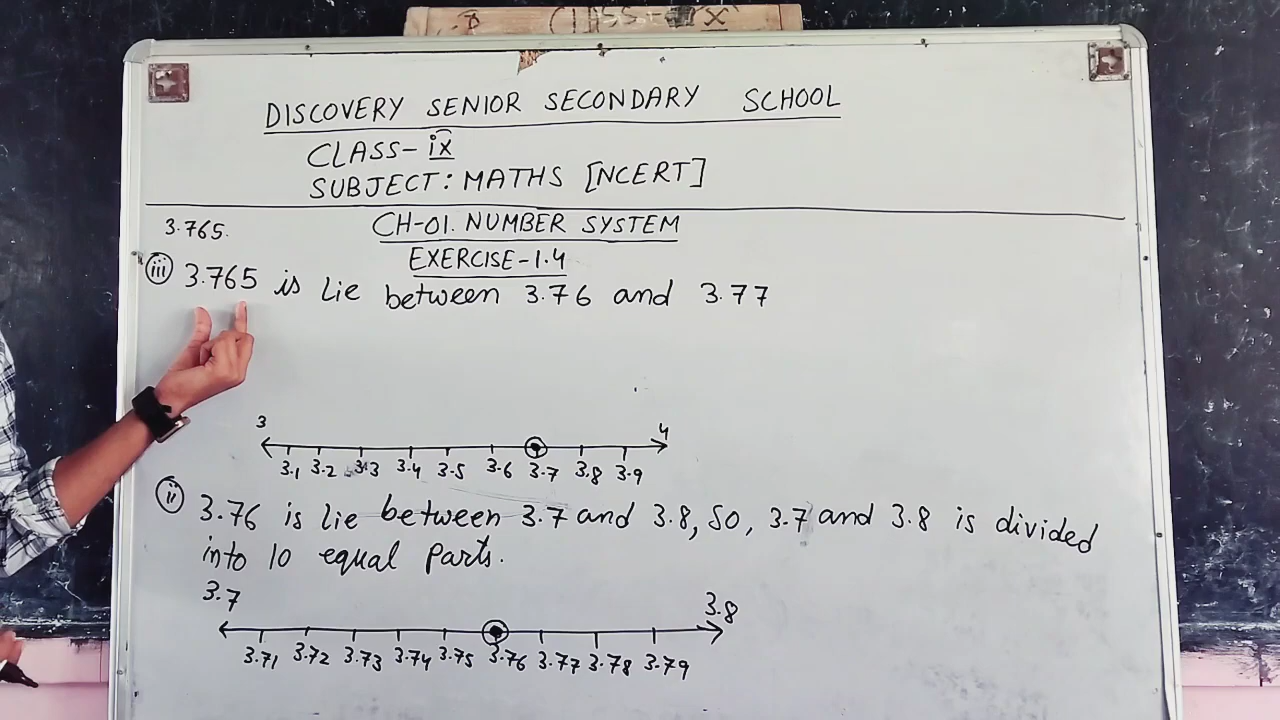 CLASS - IX
DISCOVERY SENIOR SECONDARY SCHOOL
CLASS- ix
SUBJECT: MATHS [NCERT]
CH-01. NUMBER SYSTEM
EXERCISE-1.4
3.765.
(iii) 3.765 is Lie between 3.76 and 3.77
3 4
3.1 3.2 3.3 3.4 3.5 3.6 3.7 3.8 3.9
(ii) 3.76 is lie between 3.7 and 3.8, So, 3.7 and 3.8 is divided
into 10 equal parts.
3.7 3.8
3.71 3.72 3.73 3.74 3.75 3.76 3.77 3.78 3.79